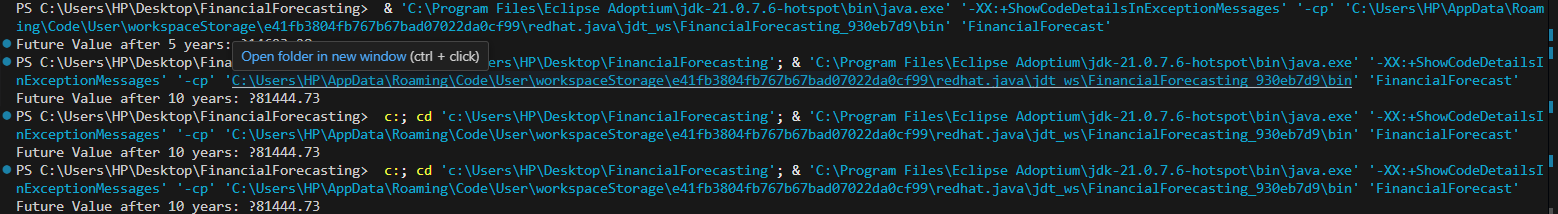 PS C:\Users\HP\Desktop\FinancialForecasting>  & 'C:\Program Files\Eclipse Adoptium\jdk-21.0.7.6-hotspot\bin\java.exe' '-XX:+ShowCodeDetailsInExceptionMessages' '-cp' 'C:\Users\HP\AppData\Roam
ing\Code\User\workspaceStorage\e41fb3804fb767b67bad07022da0cf99\redhat.java\jdt_ws\FinancialForecasting_930eb7d9\bin' 'FinancialForecast'
Future Value after 5 years:
Open folder in new window (ctrl + click)
PS C:\Users\HP\Desktop\FinancialForecasting'; & 'C:\Program Files\Eclipse Adoptium\jdk-21.0.7.6-hotspot\bin\java.exe' '-XX:+ShowCodeDetailsI
nExceptionMessages' '-cp' 'C:\Users\HP\AppData\Roaming\Code\User\workspaceStorage\e41fb3804fb767b67bad07022da0cf99\redhat.java\jdt_ws\FinancialForecasting_930eb7d9\bin' 'FinancialForecast'
Future Value after 10 years: ?81444.73
PS C:\Users\HP\Desktop\FinancialForecasting>  c:; cd 'c:\Users\HP\Desktop\FinancialForecasting'; & 'C:\Program Files\Eclipse Adoptium\jdk-21.0.7.6-hotspot\bin\java.exe' '-XX:+ShowCodeDetailsI
nExceptionMessages' '-cp' 'C:\Users\HP\AppData\Roaming\Code\User\workspaceStorage\e41fb3804fb767b67bad07022da0cf99\redhat.java\jdt_ws\FinancialForecasting_930eb7d9\bin' 'FinancialForecast'
Future Value after 10 years: ?81444.73
PS C:\Users\HP\Desktop\FinancialForecasting>  c:; cd 'c:\Users\HP\Desktop\FinancialForecasting'; & 'C:\Program Files\Eclipse Adoptium\jdk-21.0.7.6-hotspot\bin\java.exe' '-XX:+ShowCodeDetailsI
nExceptionMessages' '-cp' 'C:\Users\HP\AppData\Roaming\Code\User\workspaceStorage\e41fb3804fb767b67bad07022da0cf99\redhat.java\jdt_ws\FinancialForecasting_930eb7d9\bin' 'FinancialForecast'
Future Value after 10 years: ?81444.73